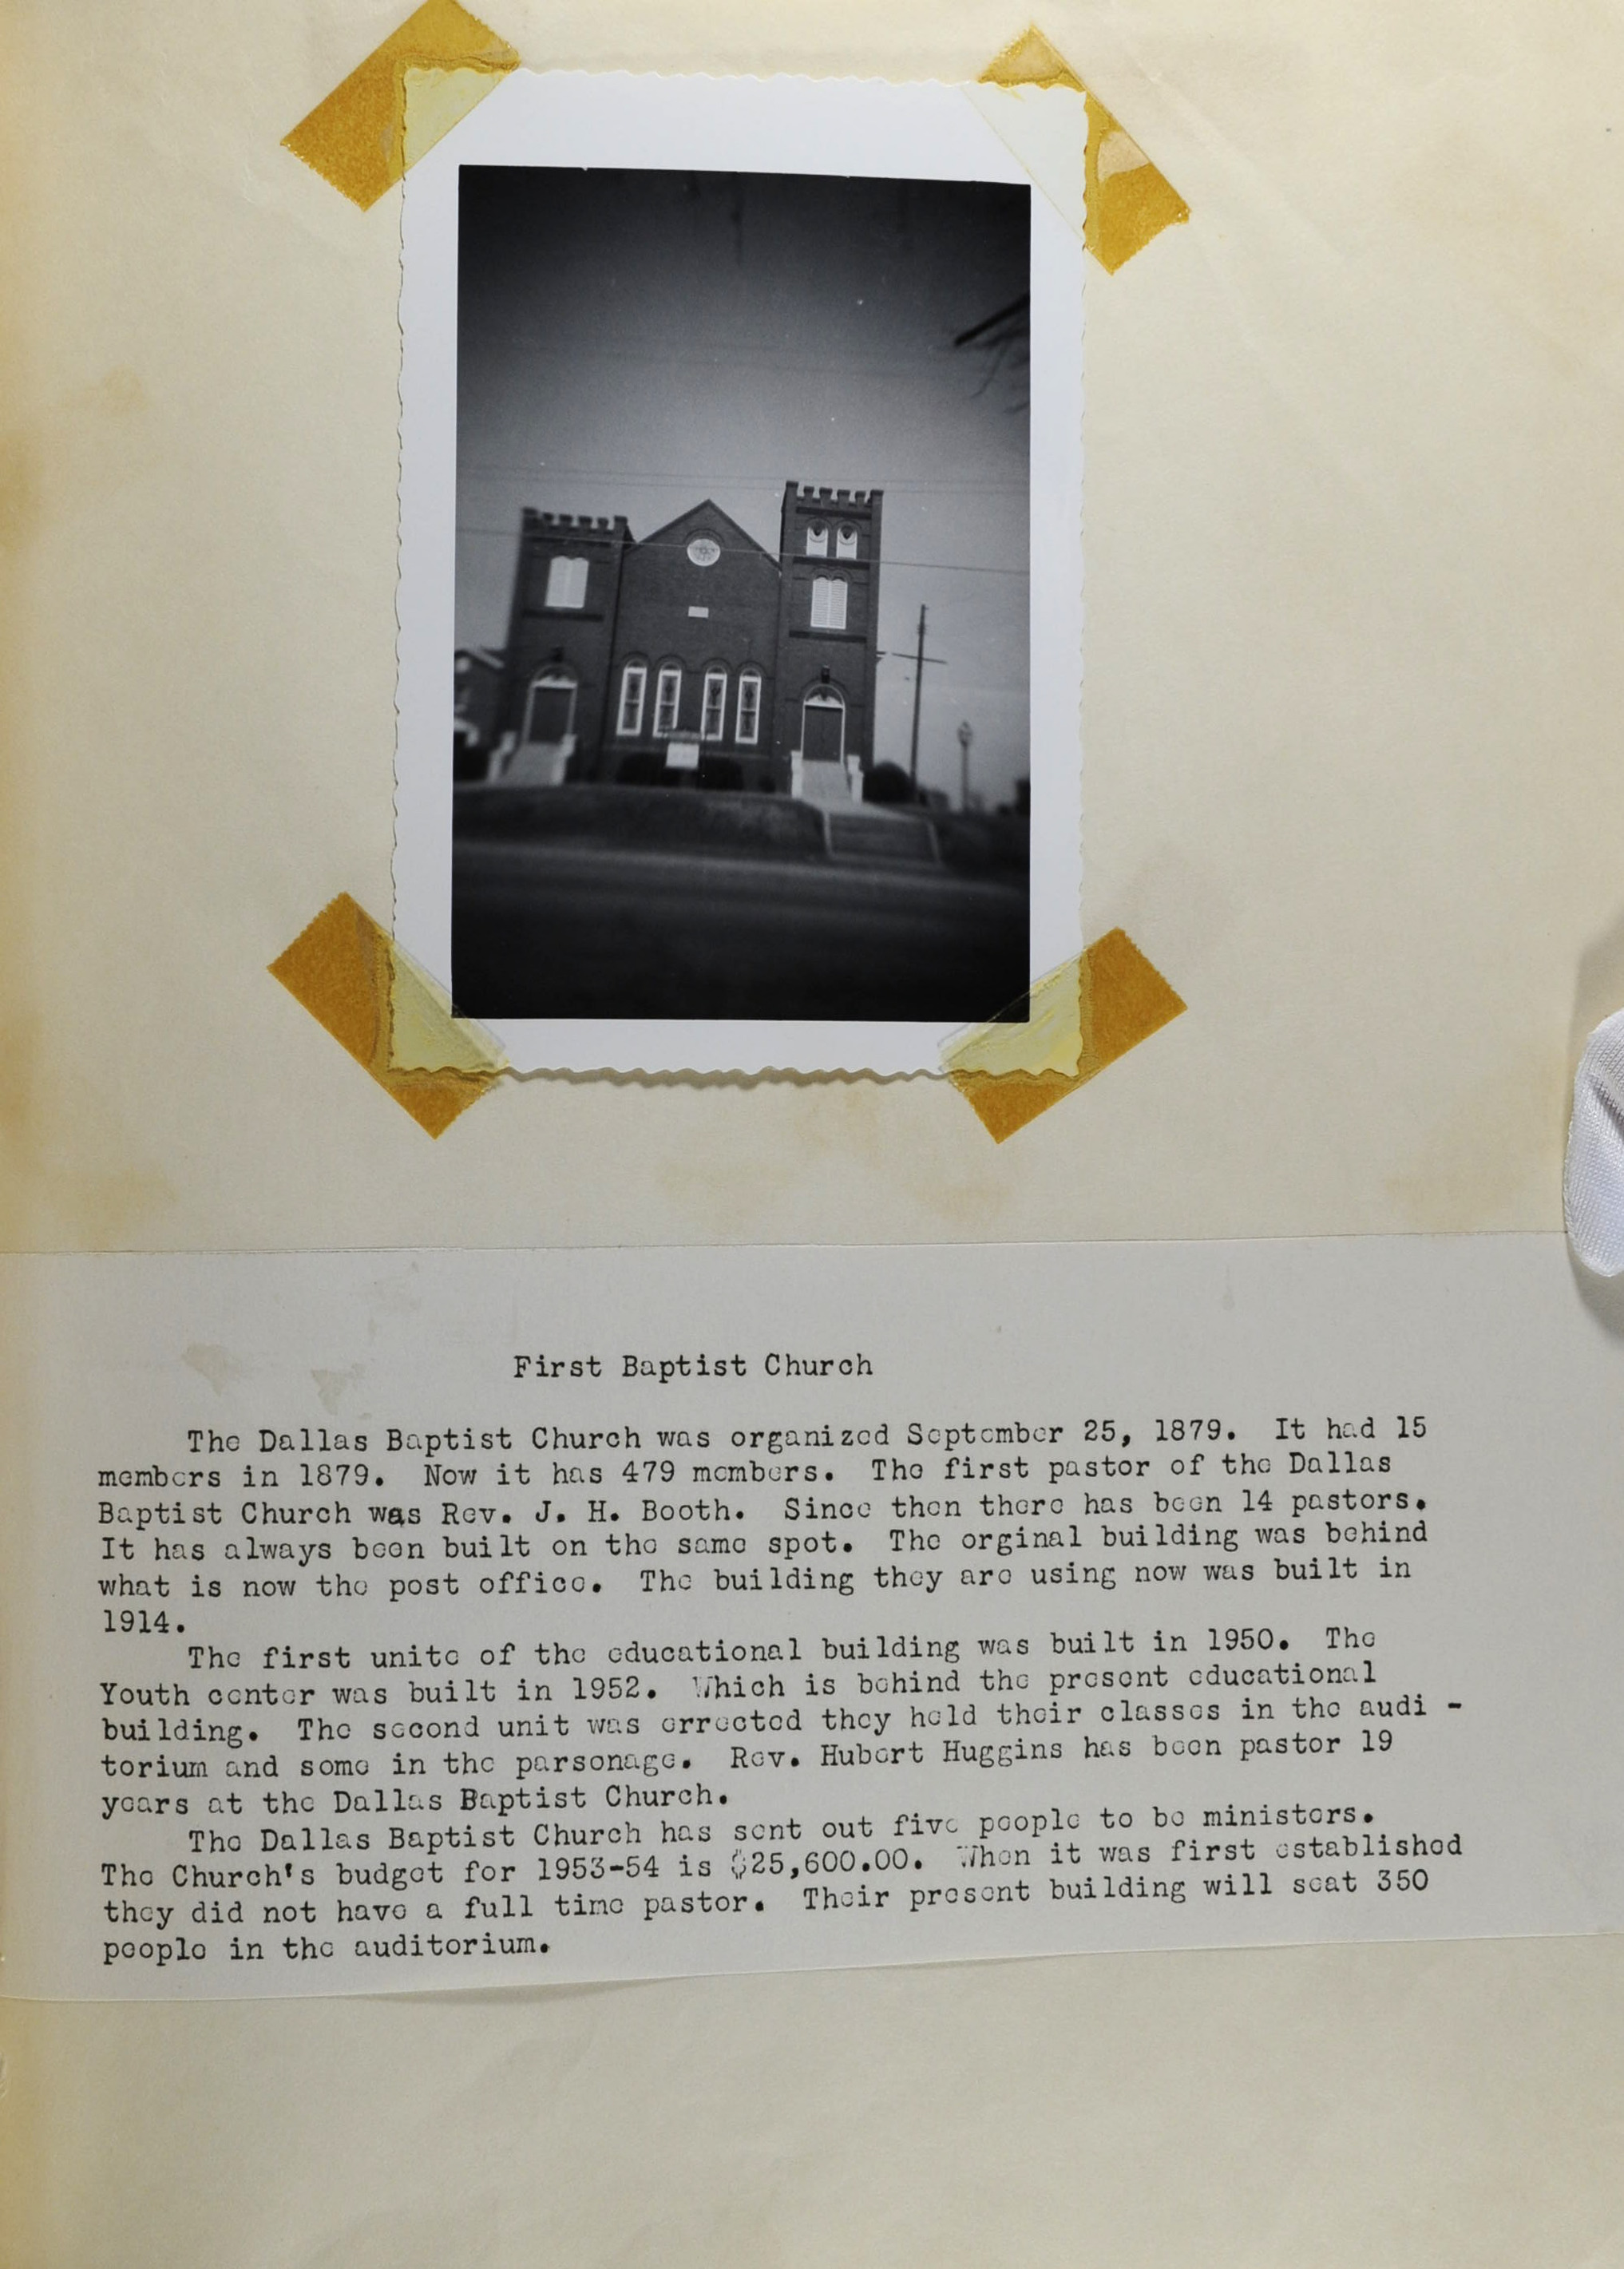 First Baptist Church
The Dallas Baptist Church was organized September 25, 1879. It had 15
members in 1879. Now it has 479 members. The first pastor of the Dallas
Baptist Church was Rev. J. H. Booth. Since then there has been 14 pastors.
It has always been built on the same spot. The orginal building was behind
what is now the post office. The building they are using now was built in
1914.
The first unite of the educational building was built in 1950. The
Youth center was built in 1952. Which is behind the present educational
building. The second unit was errected they held their classes in the audi -
torium and some in the parsonage. Rev. Hubert Huggins has been pastor 19
years at the Dallas Baptist Church.
The Dallas Baptist Church has sent out five people to be ministers.
The Church's budget for 1953-54 is $25,600.00. When it was first established
they did not have a full time pastor. Their present building will seat 350
people in the auditorium.